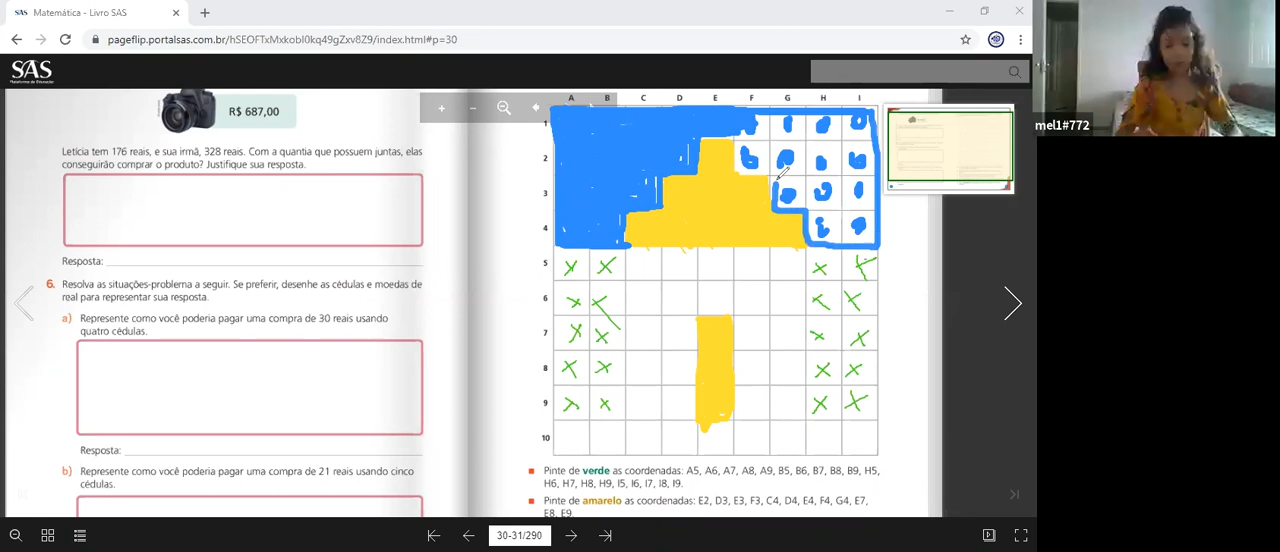 SAS Matemática - Livro SAS
pageflip.portalsas.com.br/hSEOFTxMxkobI0kq49gZxv8Z9/index.html#p=30
SAS
Plataforma de Educação
R$ 687,00
Letícia tem 176 reais, e sua irmã, 328 reais. Com a quantia que possuem juntas, elas
conseguirão comprar o produto? Justifique sua resposta.
Resposta:
6. Resolva as situações-problema a seguir. Se preferir, desenhe as cédulas e moedas de
real para representar sua resposta.
a) Represente como você poderia pagar uma compra de 30 reais usando
quatro cédulas.
Resposta:
b) Represente como você poderia pagar uma compra de 21 reais usando cinco
cédulas.
A B C D E F G H I
1
2
3
4
5
6
7
8
9
10
Pinte de verde as coordenadas: A5, A6, A7, A8, A9, B5, B6, B7, B8, B9, H5,
H6, H7, H8, H9, I5, I6, I7, I8, I9.
Pinte de amarelo as coordenadas: E2, D3, E3, F3, C4, D4, E4, F4, G4, E7,
E8, E9.
30-31/290
mel1#772